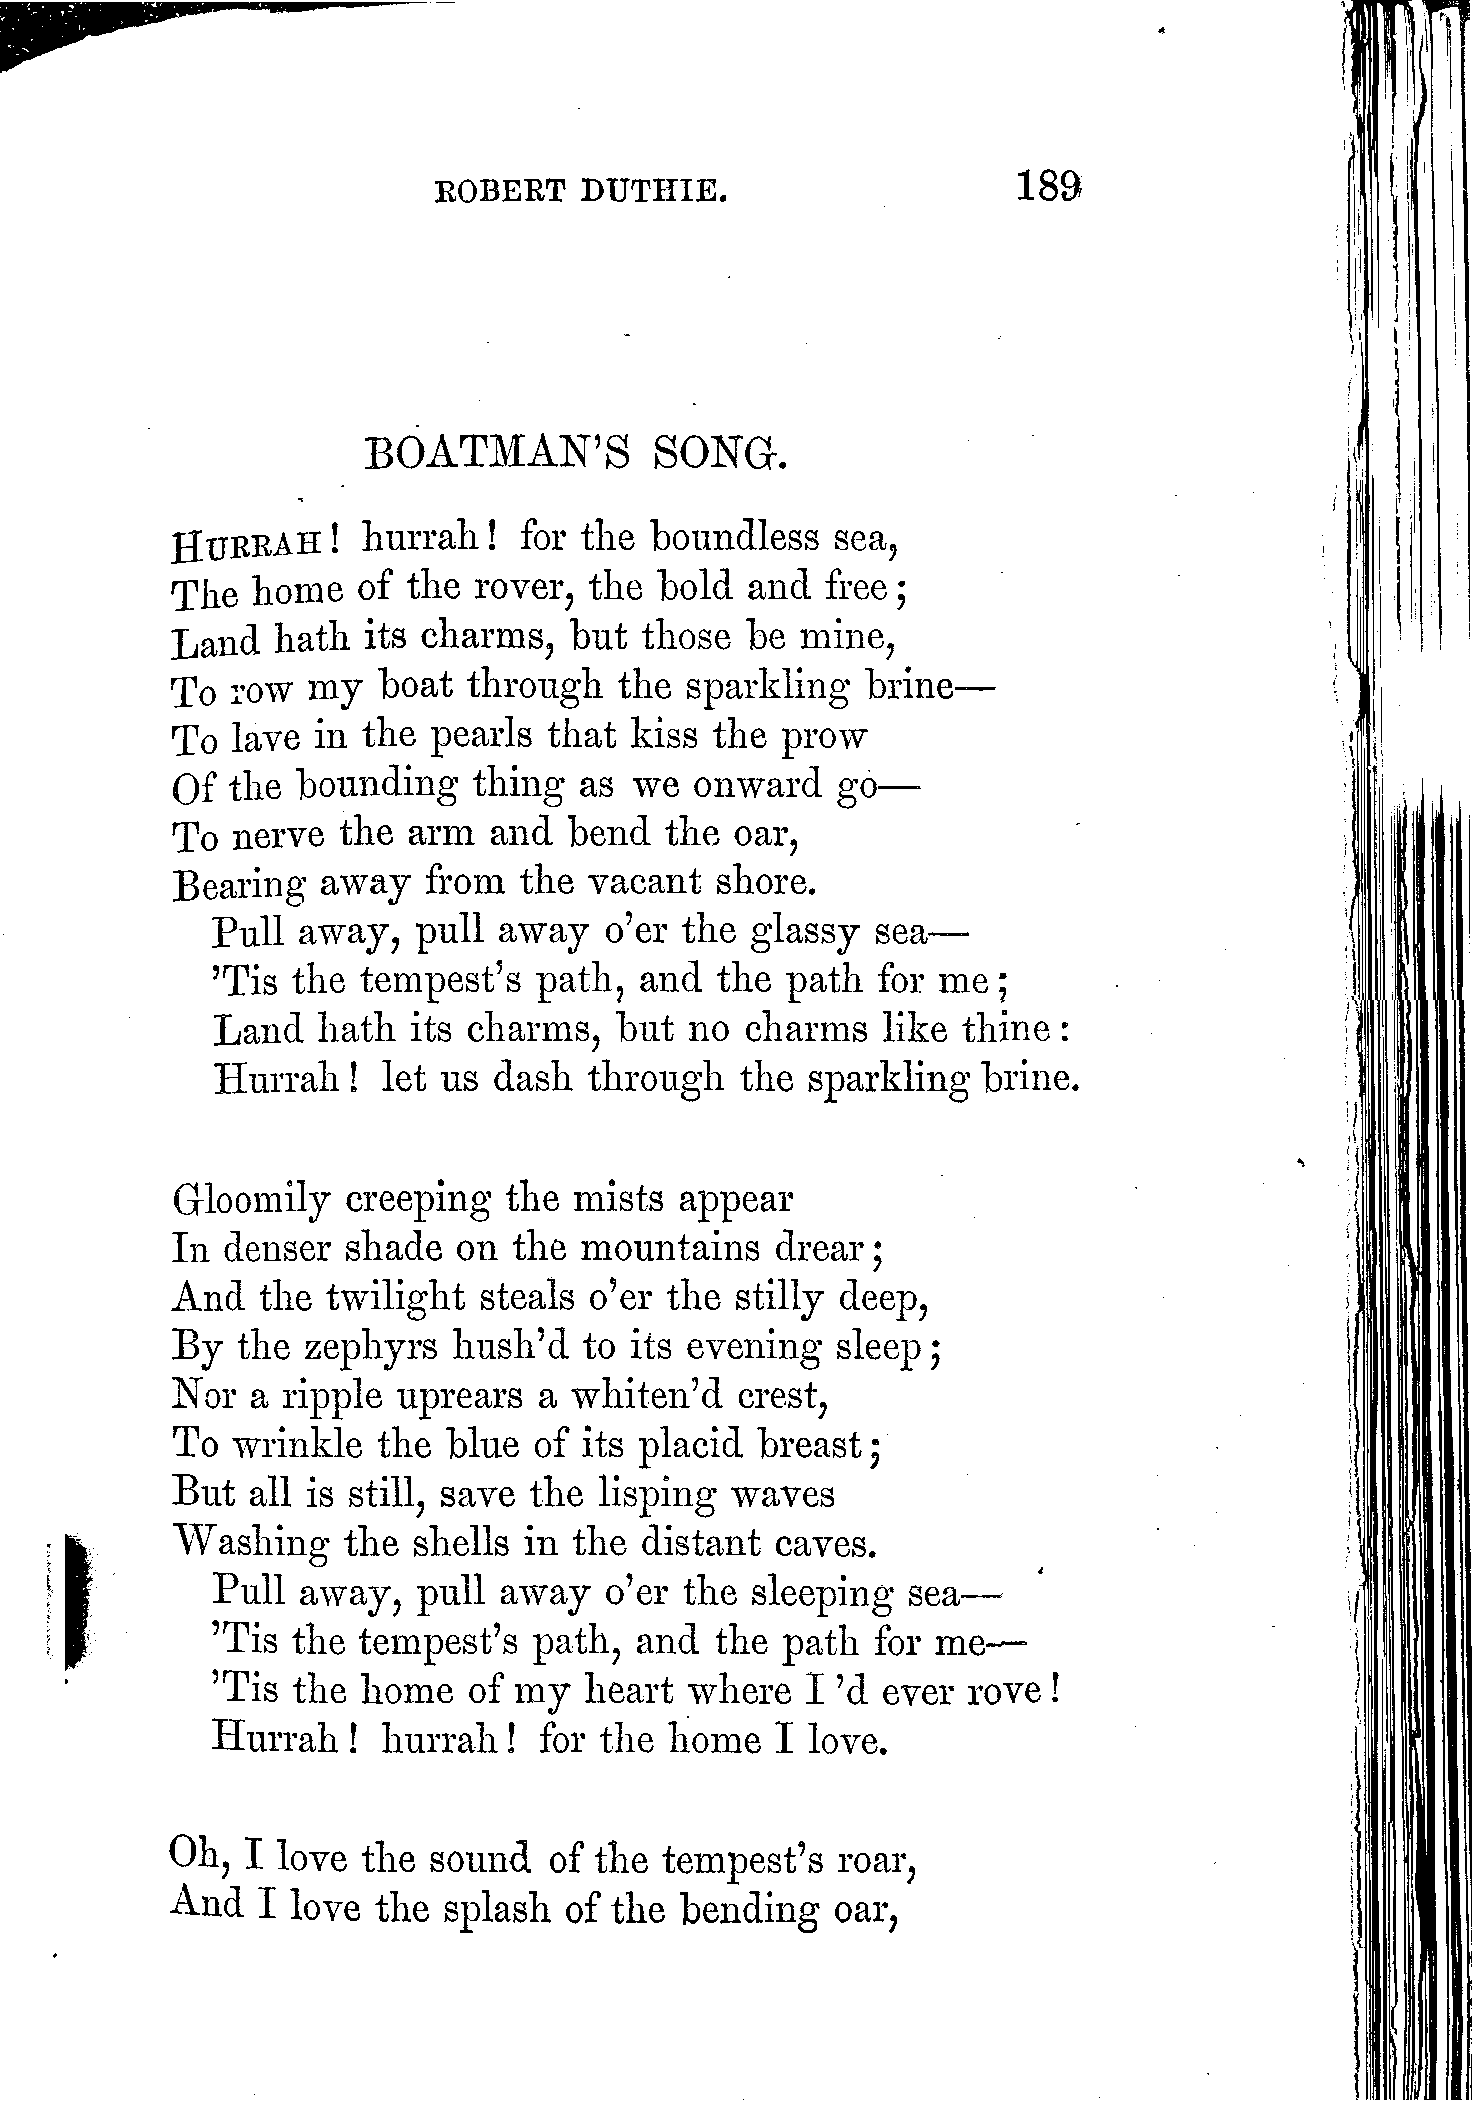 ROBERT DUTHIE. 189
BOATMAN'S SONG.
HURRAH! hurrah! for the boundless sea,
The home of the rover, the bold and free;
Land hath its charms, but those be mine,
To row my boat through the sparkling brine—
To lave in the pearls that kiss the prow
Of the bounding thing as we onward go—
To nerve the arm and bend the oar,
Bearing away from the vacant shore.
Pull away, pull away o'er the glassy sea—
'Tis the tempest's path, and the path for me;
Land hath its charms, but no charms like thine:
Hurrah! let us dash through the sparkling brine.
Gloomily creeping the mists appear
In denser shade on the mountains drear;
And the twilight steals o'er the stilly deep,
By the zephyrs hush'd to its evening sleep;
Nor a ripple uprears a whiten'd crest,
To wrinkle the blue of its placid breast;
But all is still, save the lisping waves
Washing the shells in the distant caves.
Pull away, pull away o'er the sleeping sea—
'Tis the tempest's path, and the path for me—
'Tis the home of my heart where I 'd ever rove!
Hurrah! hurrah! for the home I love.
Oh, I love the sound of the tempest's roar,
And I love the splash of the bending oar,